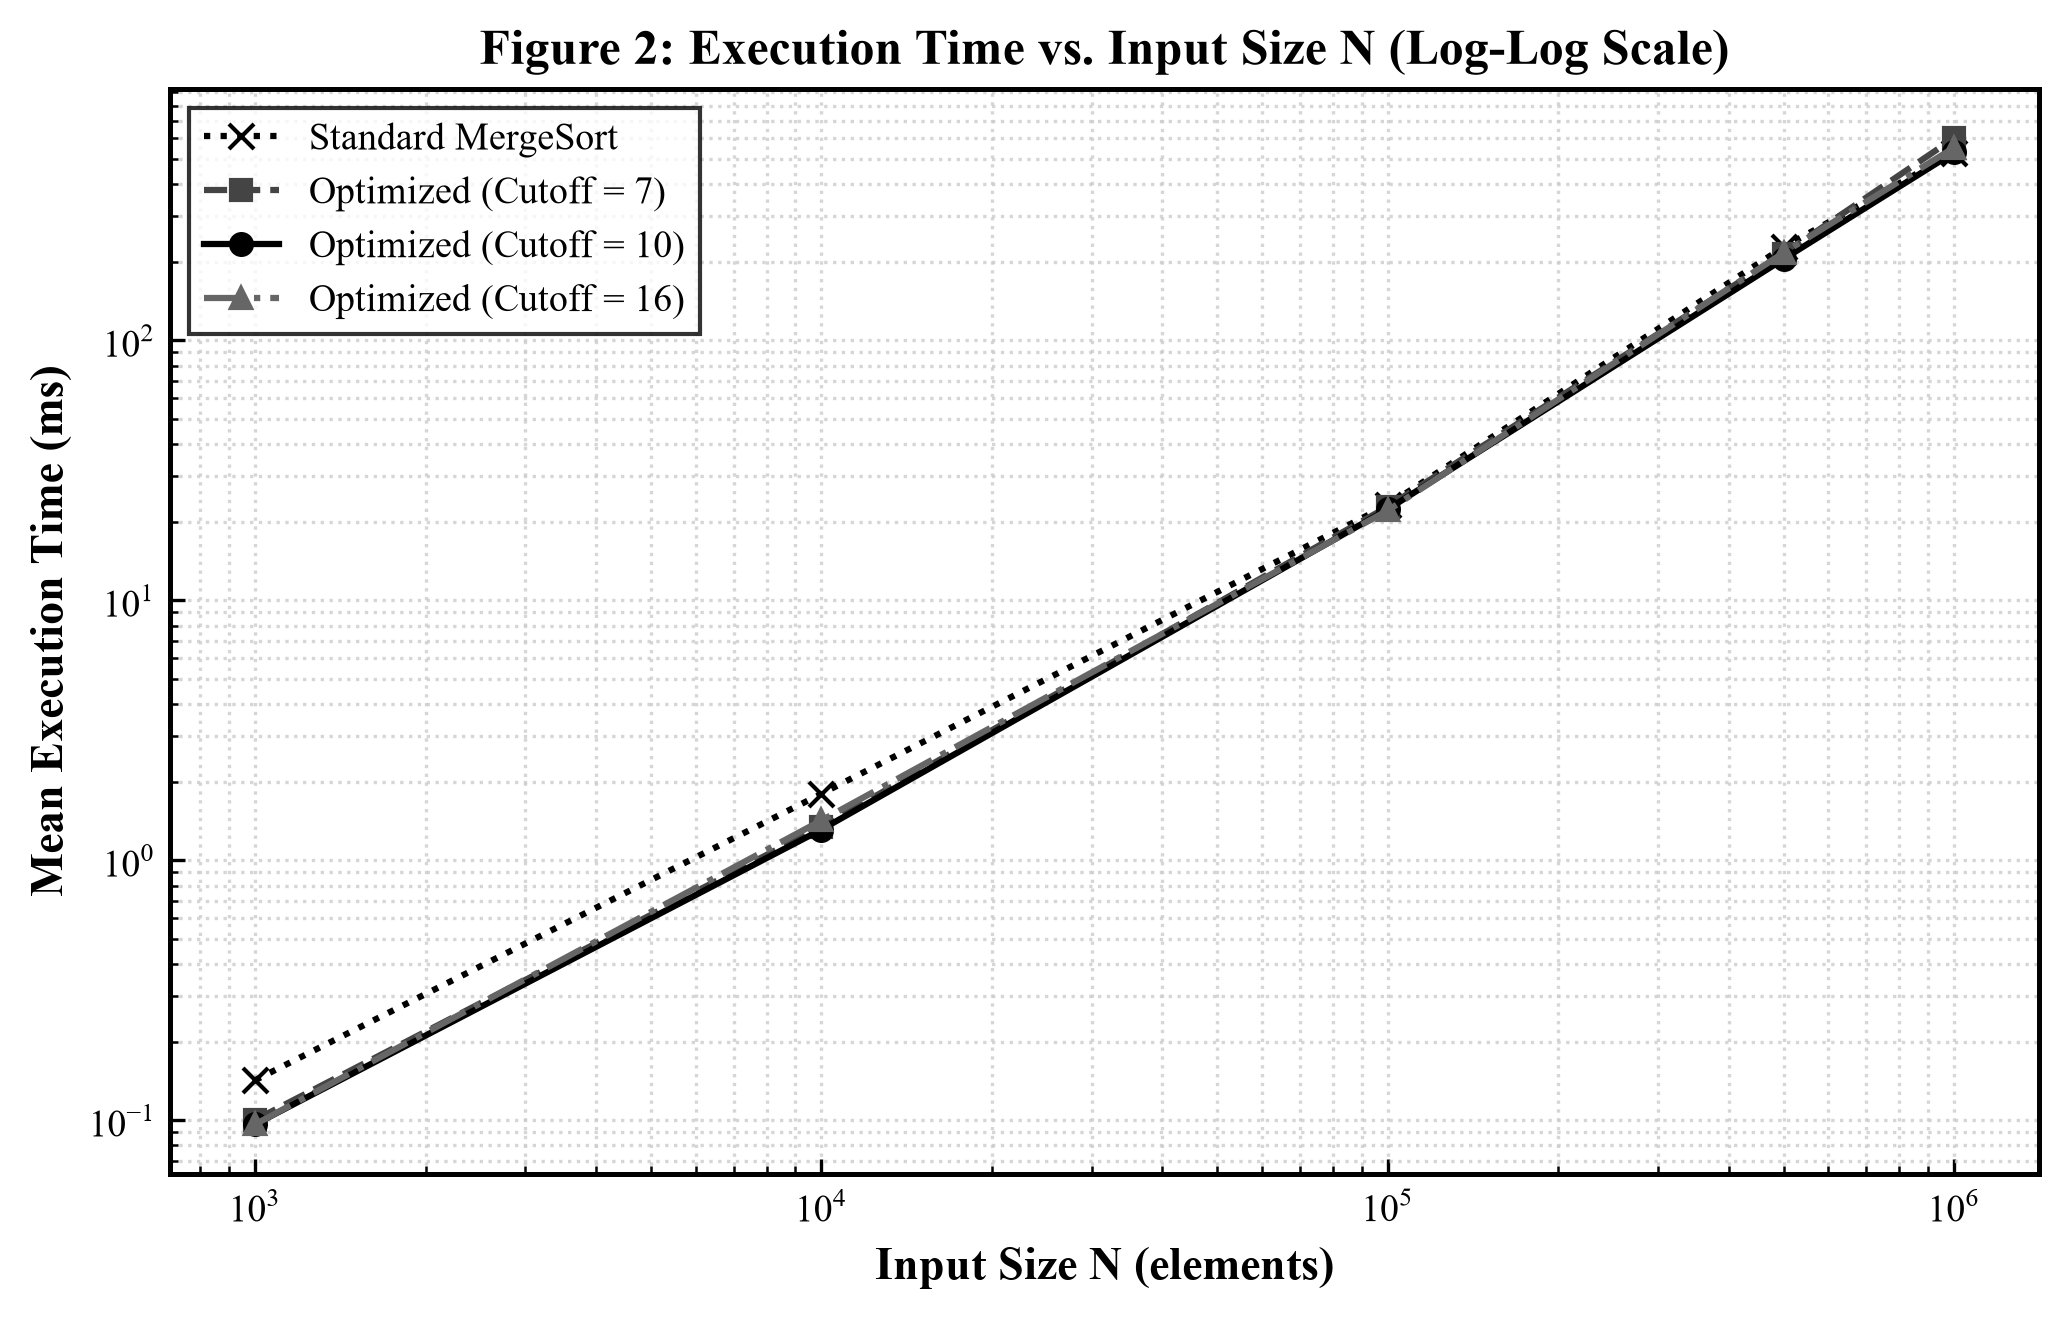 Figure 2: Execution Time vs. Input Size N (Log-Log Scale)
Standard MergeSort
Optimized (Cutoff = 7)
Optimized (Cutoff = 10)
Optimized (Cutoff = 16)
Mean Execution Time (ms)
10²
10¹
10⁰
10⁻¹
10³ 10⁴ 10⁵ 10⁶
Input Size N (elements)